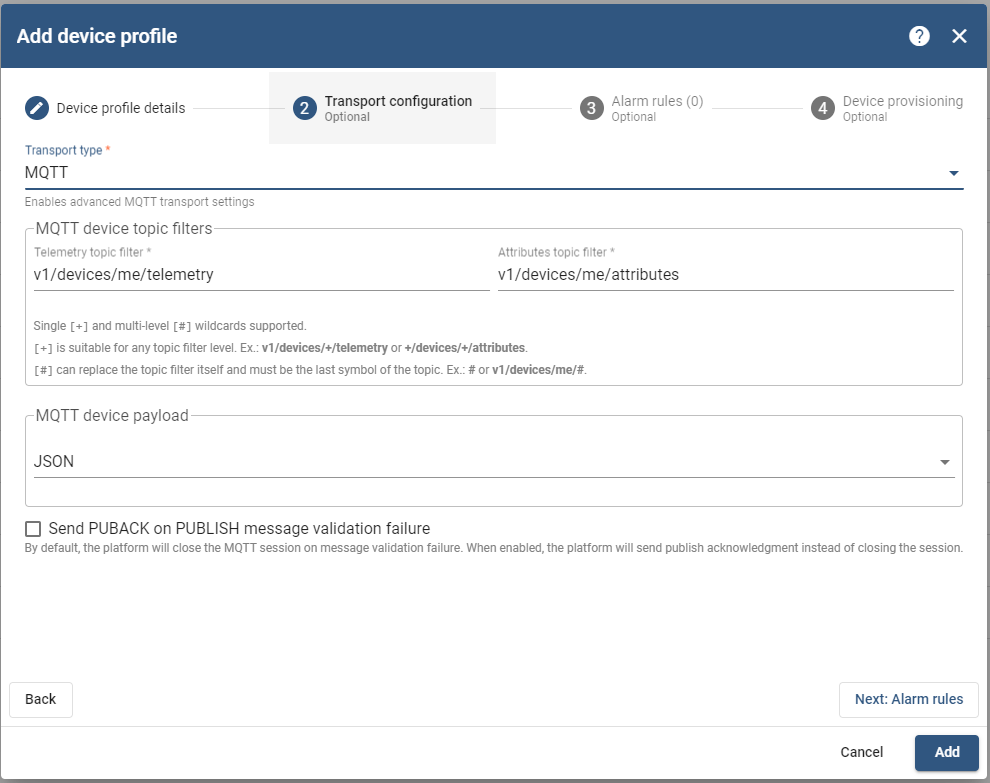 Add device profile
?
Device profile details
2
Transport configuration
Optional
3
Alarm rules (0)
Optional
4
Device provisioning
Optional
Transport type *
MQTT
Enables advanced MQTT transport settings
MQTT device topic filters
Telemetry topic filter *
v1/devices/me/telemetry
Attributes topic filter *
v1/devices/me/attributes
Single [+] and multi-level [#] wildcards supported.
[+] is suitable for any topic filter level. Ex.: v1/devices/+/telemetry or +/devices/+/attributes.
[#] can replace the topic filter itself and must be the last symbol of the topic. Ex.: # or v1/devices/me/#.
MQTT device payload
JSON
Send PUBACK on PUBLISH message validation failure
By default, the platform will close the MQTT session on message validation failure. When enabled, the platform will send publish acknowledgment instead of closing the session.
Back
Next: Alarm rules
Cancel
Add